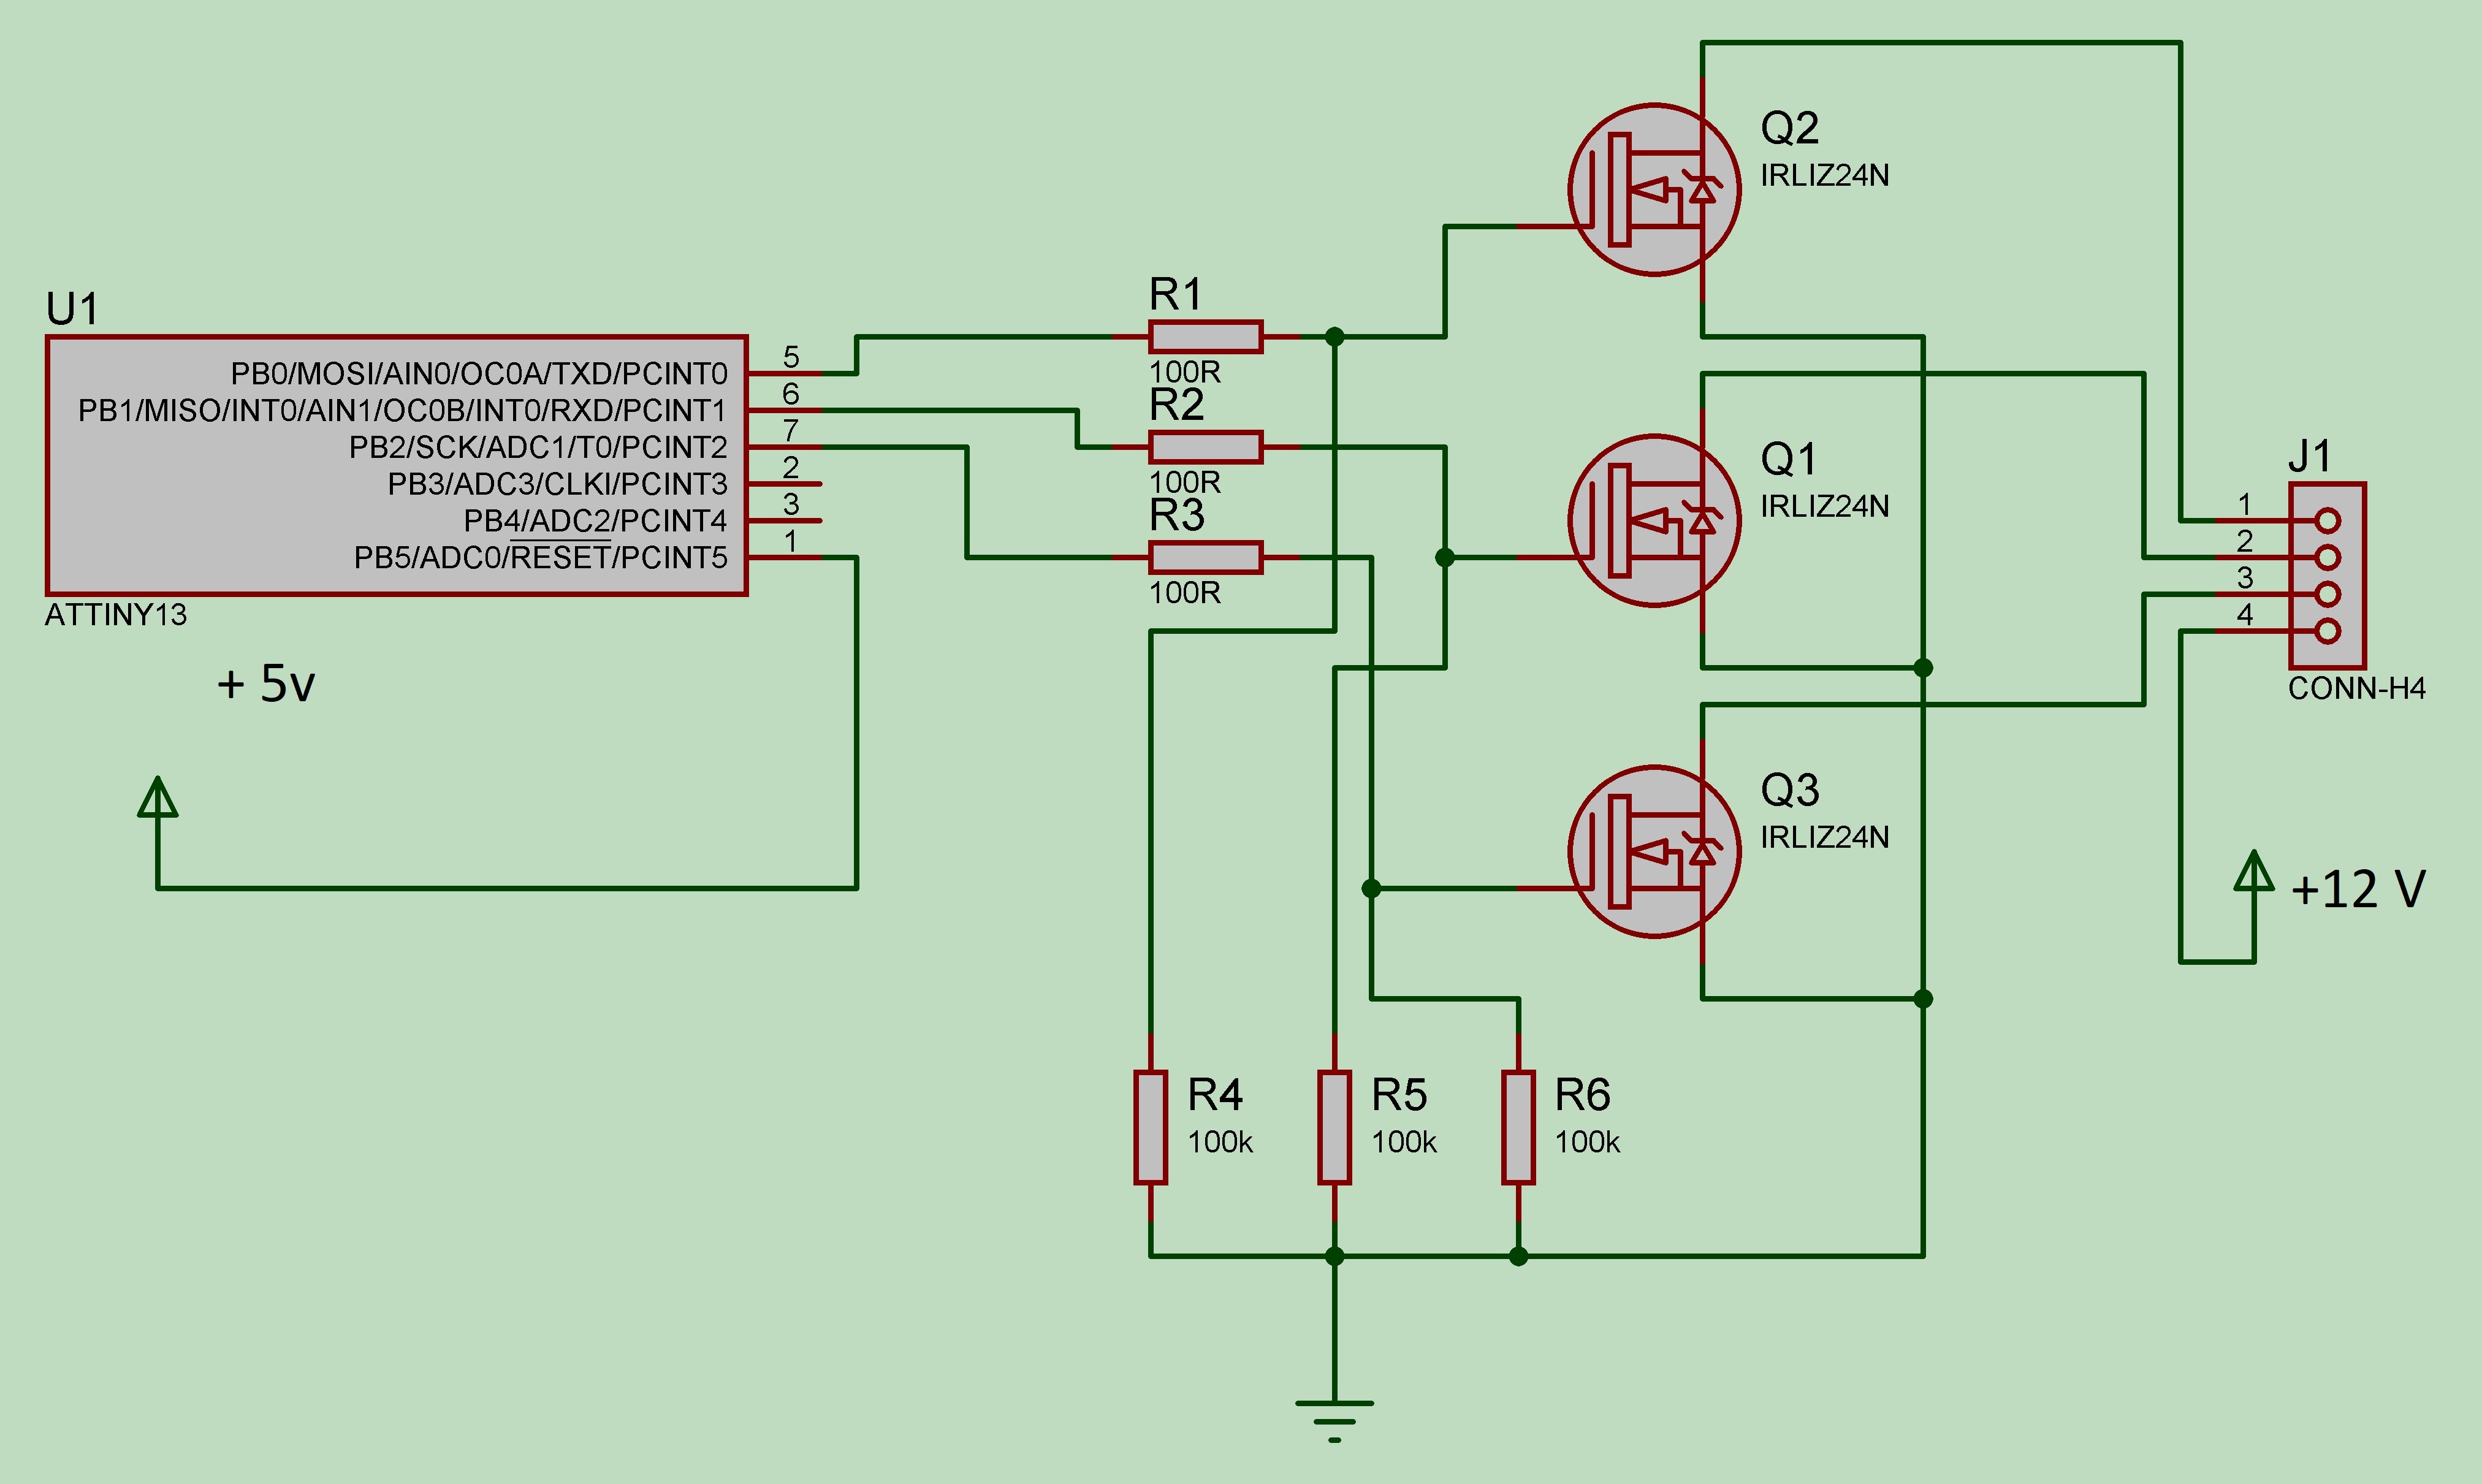 U1
PB0/MOSI/AIN0/OC0A/TXD/PCINT0
5
PB1/MISO/INT0/AIN1/OC0B/INT0/RXD/PCINT1
6
PB2/SCK/ADC1/T0/PCINT2
7
PB3/ADC3/CLKI/PCINT3
2
PB4/ADC2/PCINT4
3
PB5/ADC0/RESET/PCINT5
1
ATTINY13
+ 5v
R1
100R
R2
100R
R3
100R
Q2
IRLIZ24N
Q1
IRLIZ24N
Q3
IRLIZ24N
J1
1
2
3
4
CONN-H4
+12 V
R4
100k
R5
100k
R6
100k